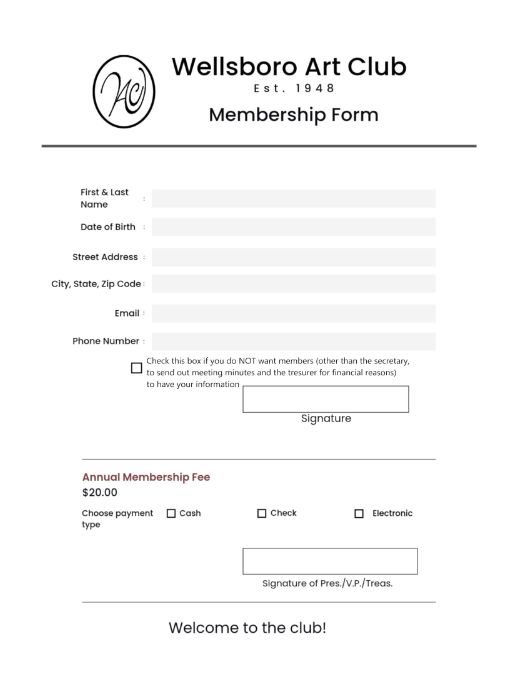 WAC
Wellsboro Art Club
Est. 1948
Membership Form
First & Last
Name :
Date of Birth :
Street Address :
City, State, Zip Code :
Email :
Phone Number :
Check this box if you do NOT want members (other than the secretary,
to send out meeting minutes and the tresurer for financial reasons)
to have your information
Signature
Annual Membership Fee
$20.00
Choose payment
type
Cash
Check
Electronic
Signature of Pres./V.P./Treas.
Welcome to the club!